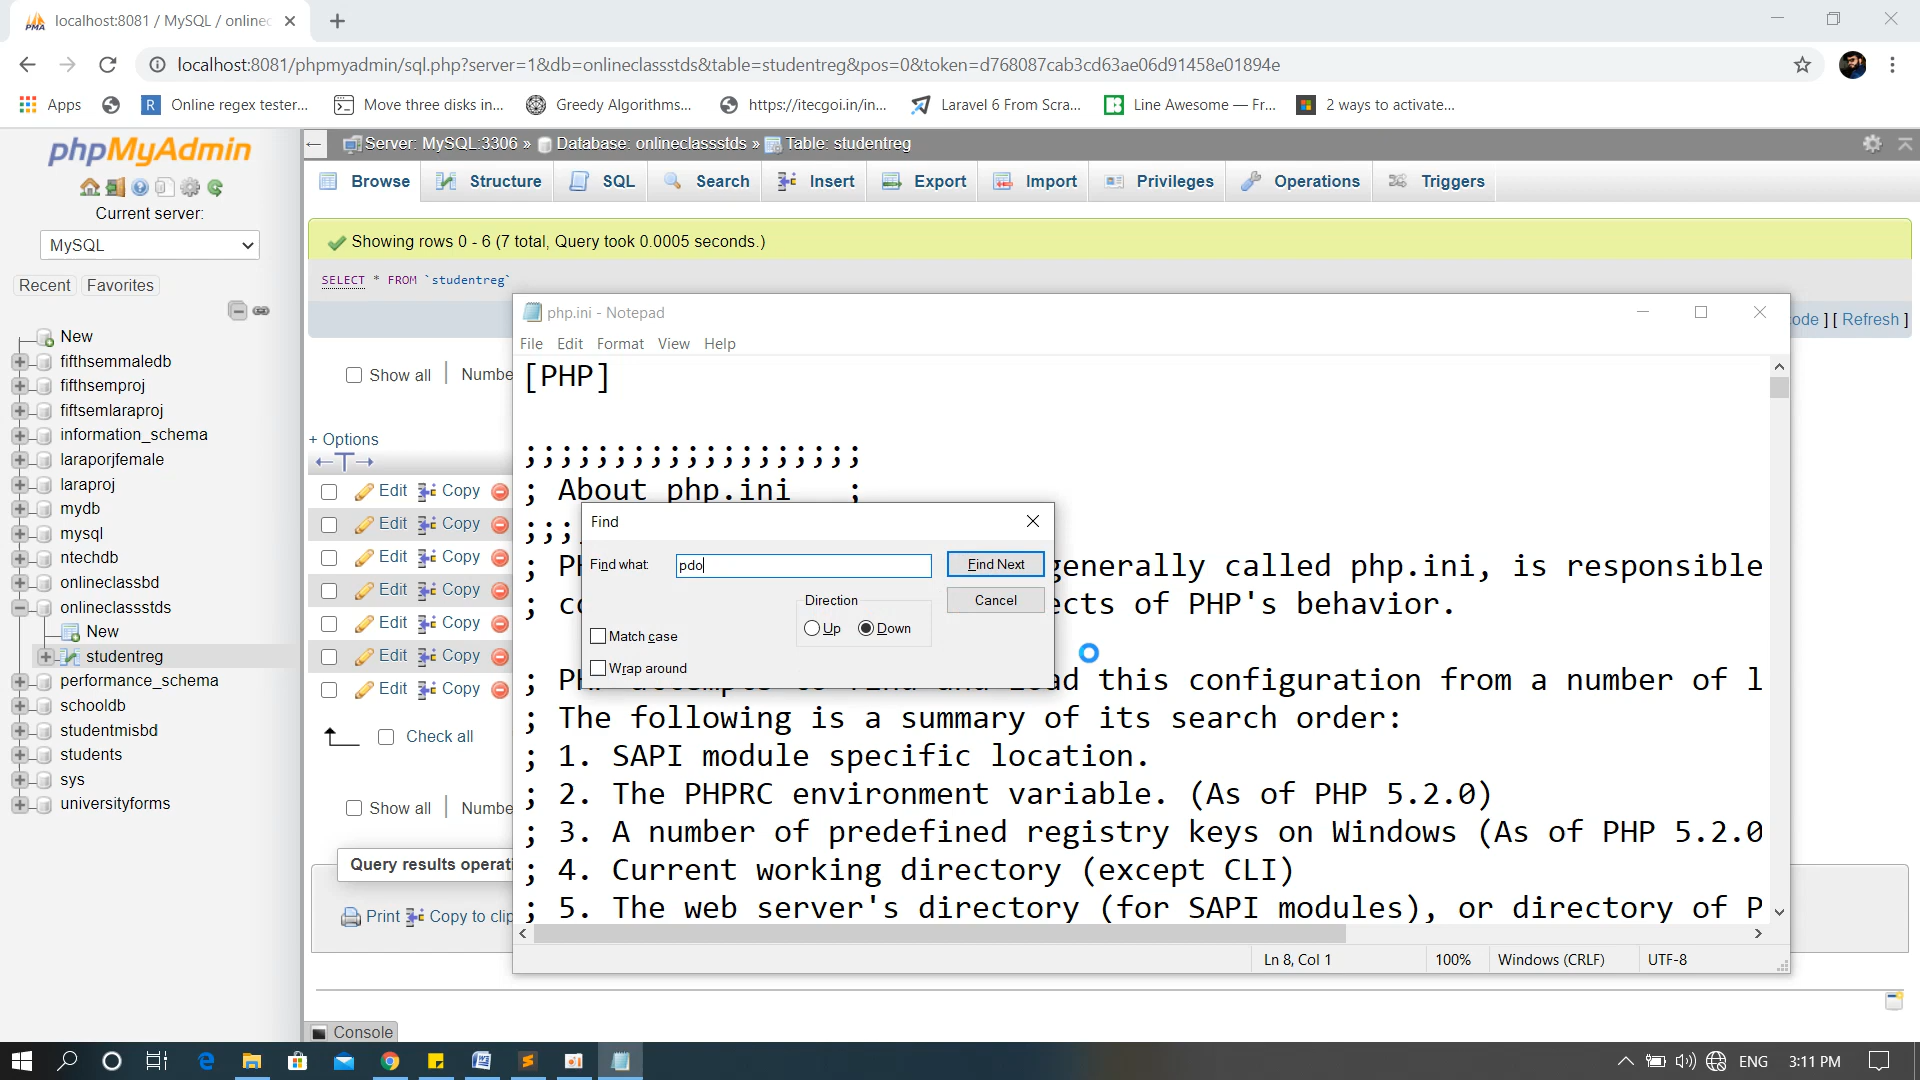 localhost:8081 / MySQL / onlinec
localhost:8081/phpmyadmin/sql.php?server=1&db=onlineclassstds&table=studentreg&pos=0&token=d768087cab3cd63ae06d91458e01894e
Apps
R Online regex tester...
Move three disks in...
Greedy Algorithms...
https://itecgoi.in/in...
Laravel 6 From Scra...
Line Awesome — Fr...
2 ways to activate...
phpMyAdmin
Current server:
MySQL
Recent
Favorites
New
fifthsemmaledb
fifthsemproj
fiftsemlaraproj
information_schema
laraporjfemale
laraproj
mydb
mysql
ntechdb
onlineclassbd
onlineclassstds
New
studentreg
performance_schema
schooldb
studentmisbd
students
sys
universityforms
Server: MySQL:3306 » Database: onlineclassstds » Table: studentreg
Browse Structure SQL Search Insert Export Import Privileges Operations Triggers
Showing rows 0 - 6 (7 total, Query took 0.0005 seconds.)
SELECT * FROM `studentreg`
ode ] [ Refresh ]
Show all Numbe
+ Options
Edit Copy
Edit Copy
Edit Copy
Edit Copy
Edit Copy
Edit Copy
Edit Copy
Check all
Show all Numbe
Query results operati
Print Copy to clip
Console
php.ini - Notepad
File Edit Format View Help
[PHP]
;;;;;;;;;;;;;;;;;;;
; About php.ini ;
;;;
; P generally called php.ini, is responsible
; c ects of PHP's behavior.
; PHP attempts to find and load this configuration from a number of l
; The following is a summary of its search order:
; 1. SAPI module specific location.
; 2. The PHPRC environment variable. (As of PHP 5.2.0)
; 3. A number of predefined registry keys on Windows (As of PHP 5.2.0
; 4. Current working directory (except CLI)
; 5. The web server's directory (for SAPI modules), or directory of P
Ln 8, Col 1 100% Windows (CRLF) UTF-8
Find
Find what: pdo
Find Next
Cancel
Direction
Up Down
Match case
Wrap around
ENG 3:11 PM